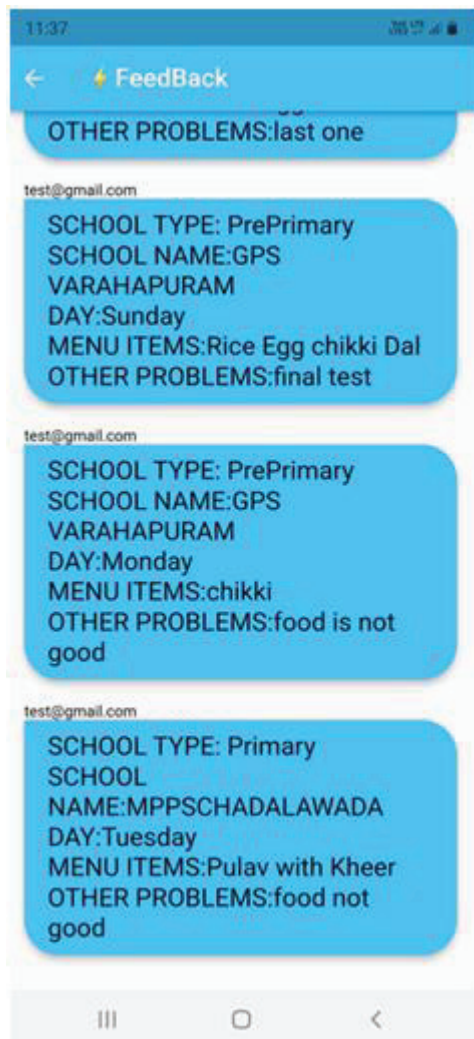 11:37
⚡FeedBack
OTHER PROBLEMS:last one
test@gmail.com
SCHOOL TYPE: PrePrimary
SCHOOL NAME:GPS
VARAHAPURAM
DAY:Sunday
MENU ITEMS:Rice Egg chikki Dal
OTHER PROBLEMS:final test
test@gmail.com
SCHOOL TYPE: PrePrimary
SCHOOL NAME:GPS
VARAHAPURAM
DAY:Monday
MENU ITEMS:chikki
OTHER PROBLEMS:food is not
good
test@gmail.com
SCHOOL TYPE: Primary
SCHOOL
NAME:MPPSCHADALAWADA
DAY:Tuesday
MENU ITEMS:Pulav with Kheer
OTHER PROBLEMS:food not
good